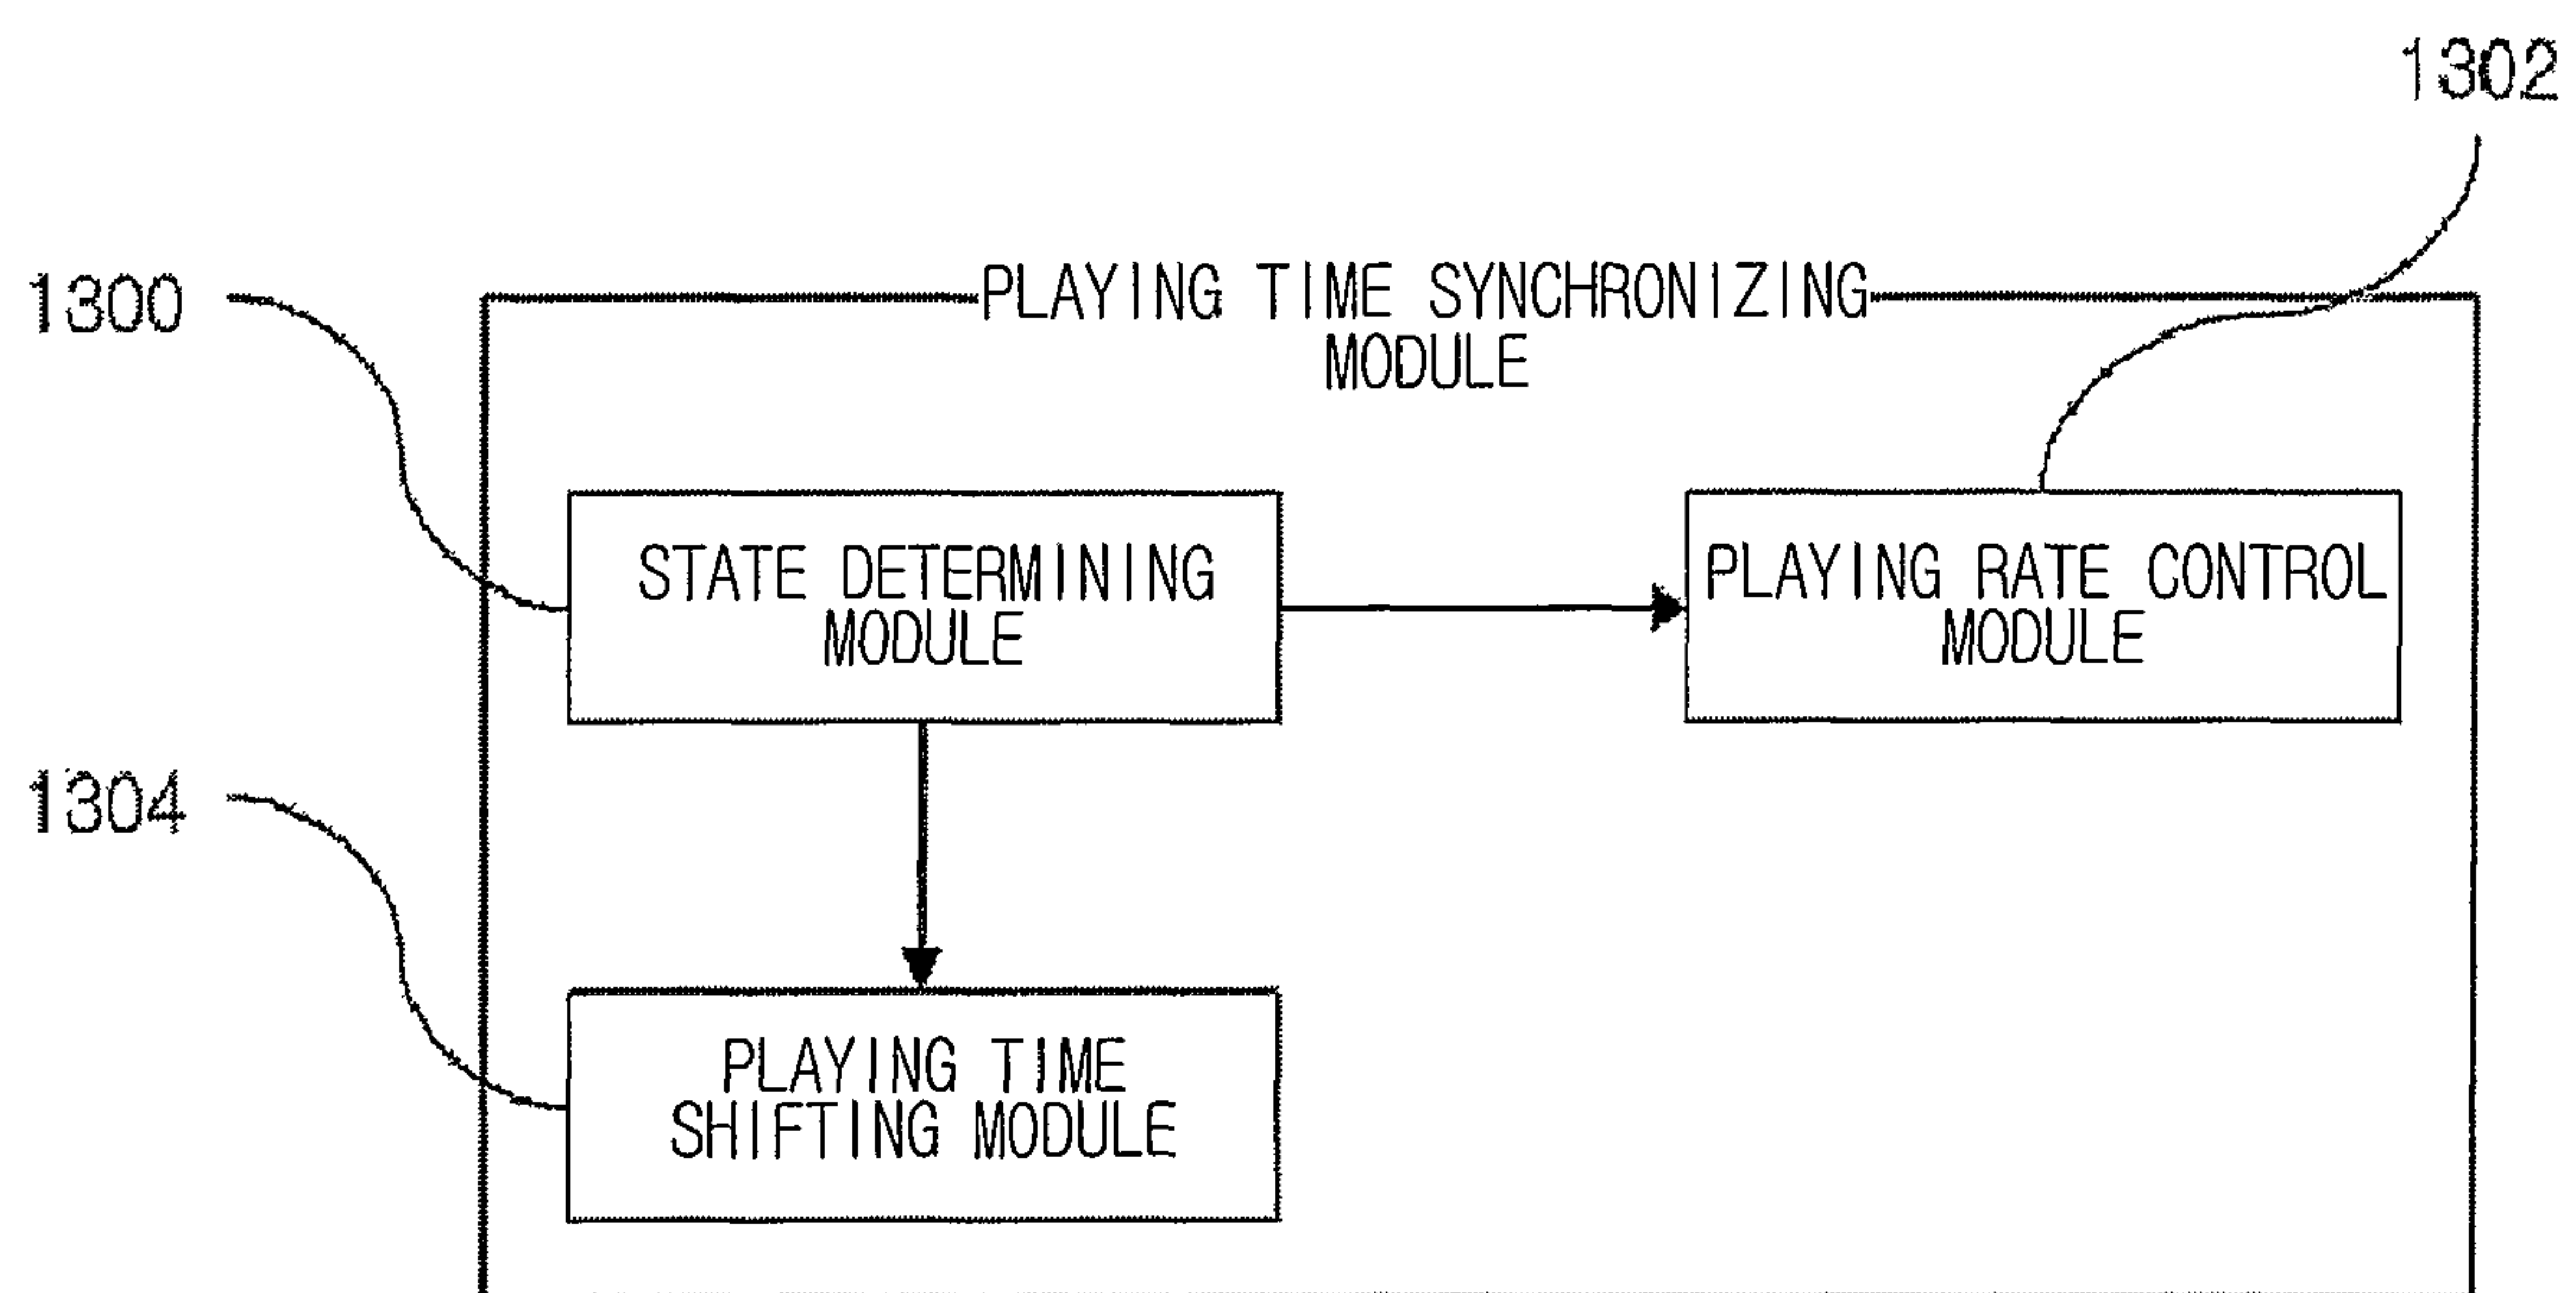 1302
1300
PLAYING TIME SYNCHRONIZING
MODULE
STATE DETERMINING
MODULE
PLAYING RATE CONTROL
MODULE
1304
PLAYING TIME
SHIFTING MODULE